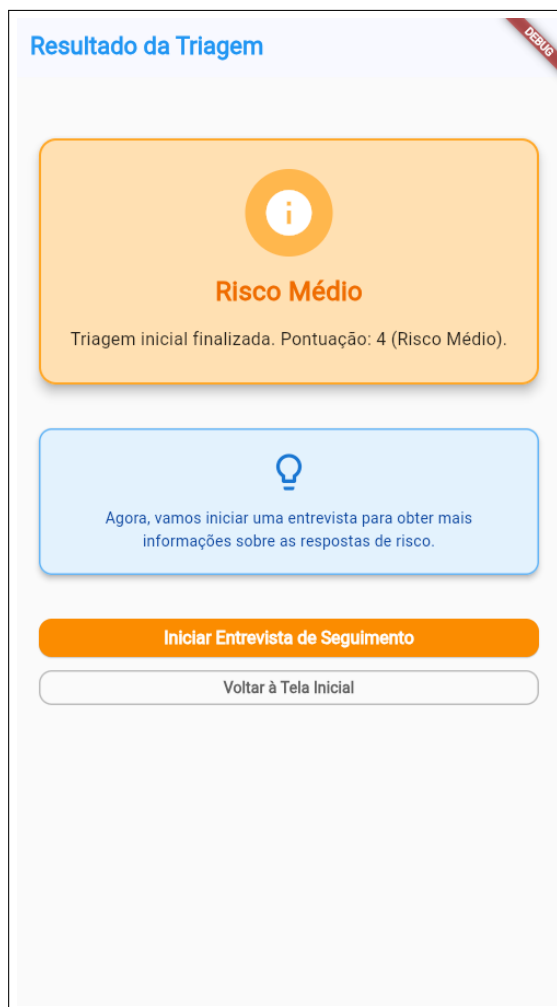 Resultado da Triagem
DEBUG
Risco Médio
Triagem inicial finalizada. Pontuação: 4 (Risco Médio).
Agora, vamos iniciar uma entrevista para obter mais
informações sobre as respostas de risco.
Iniciar Entrevista de Seguimento
Voltar à Tela Inicial